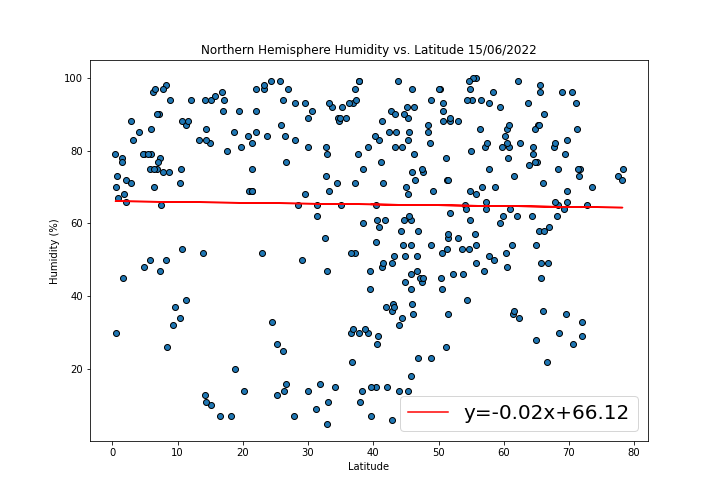 Northern Hemisphere Humidity vs. Latitude 15/06/2022
100
80
60
40
20
Humidity (%)
y=-0.02x+66.12
0 10 20 30 40 50 60 70 80
Latitude